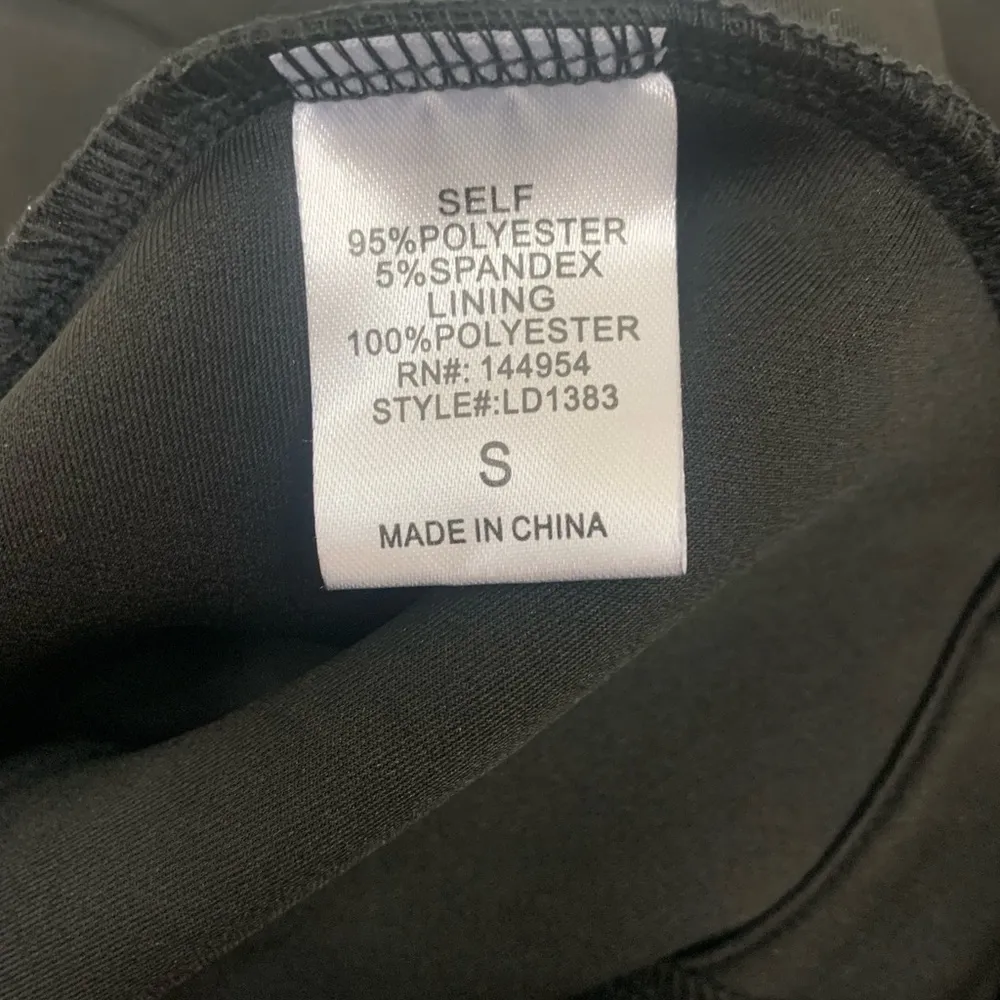 SELF
95%POLYESTER
5%SPANDEX
LINING
100%POLYESTER
RN#: 144954
STYLE#:LD1383
S
MADE IN CHINA